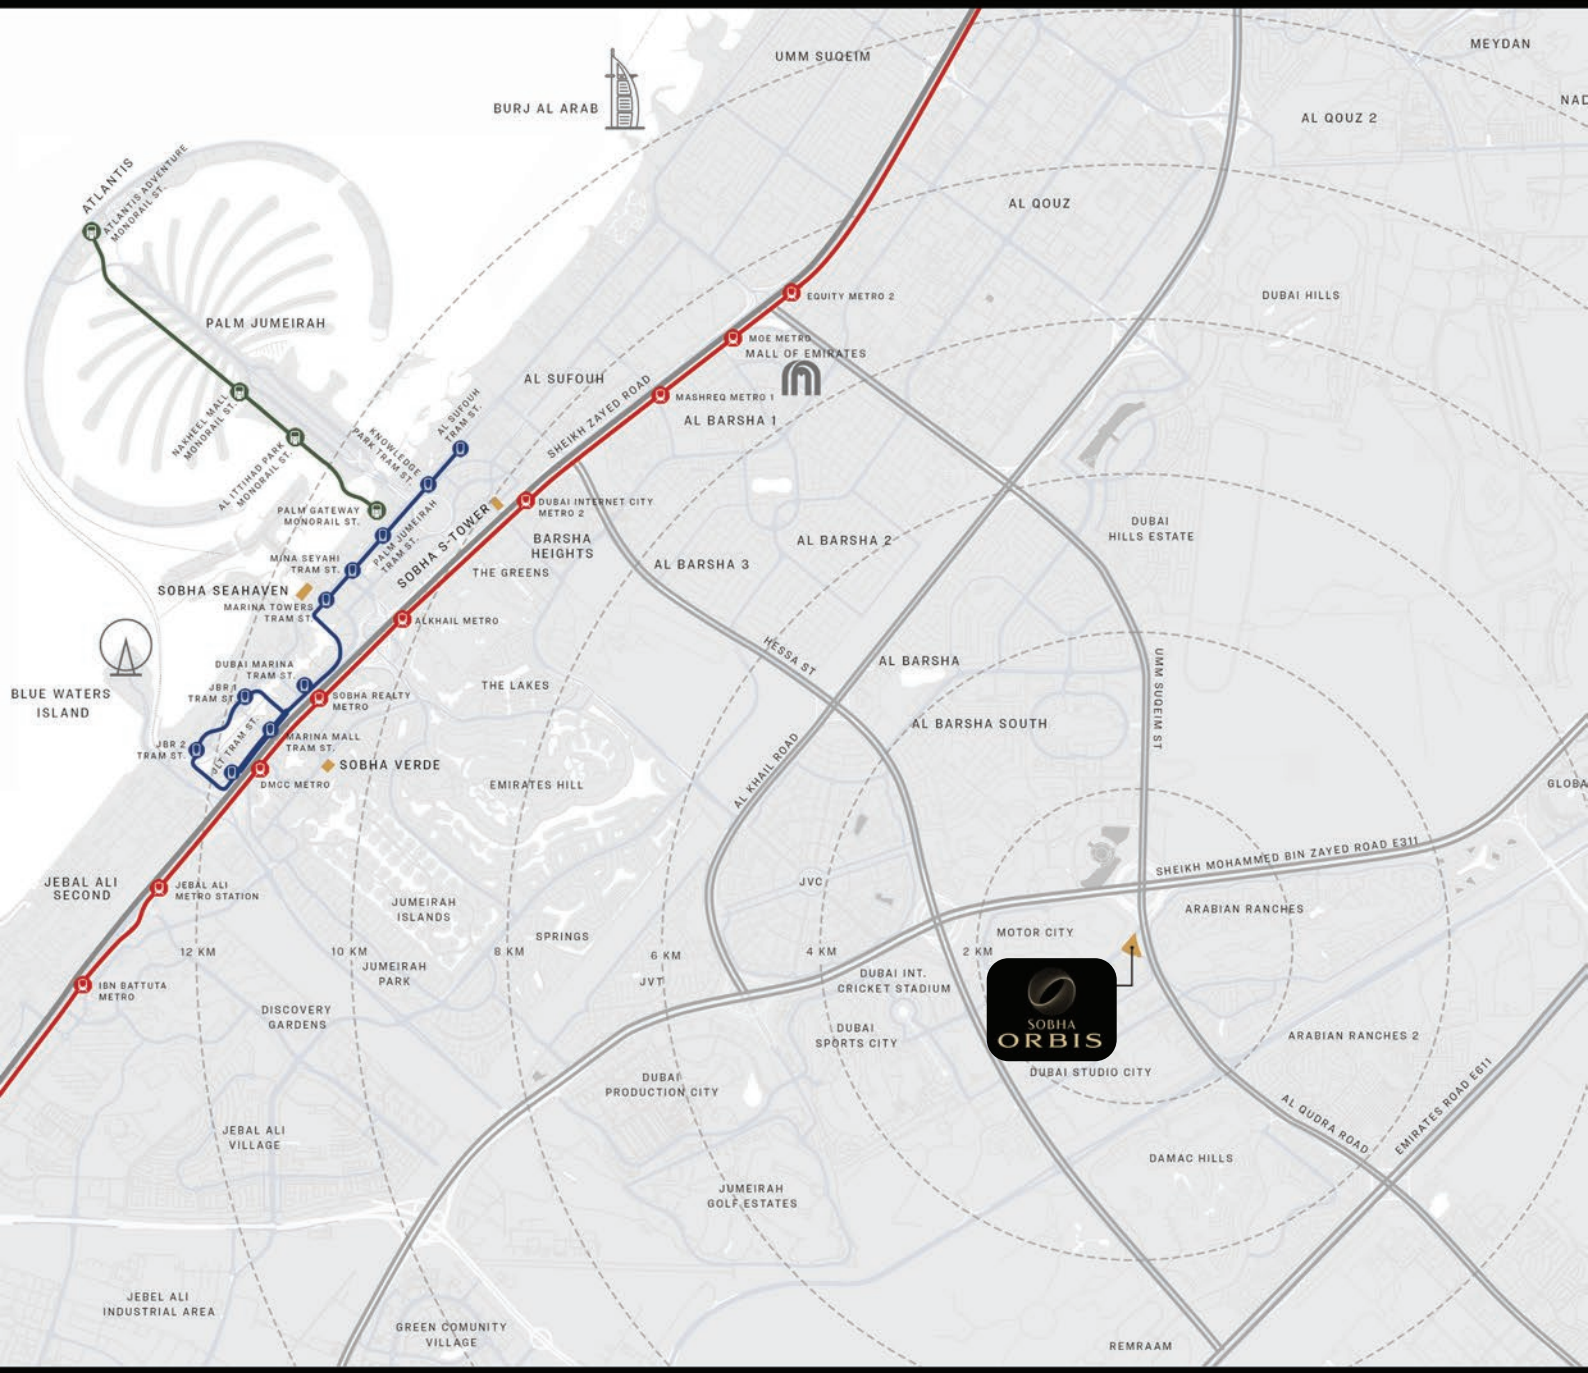 UMM SUQEIM
MEYDAN
BURJ AL ARAB
NAD
AL QOUZ 2
ATLANTIS
ATLANTIS ADVENTURE
MONORAIL ST.
AL QOUZ
DUBAI HILLS
EQUITY METRO 2
PALM JUMEIRAH
MOE METRO
MALL OF EMIRATES
AL SUFOUH
SHEIKH ZAYED ROAD
MASHREQ METRO 1
AL BARSHA 1
NAKHEEL MALL
MONORAIL ST.
AL SUFOUH
TRAM ST.
KNOWLEDGE
PARK TRAM ST.
AL ITTIHAD PARK
MONORAIL ST.
PALM GATEWAY
MONORAIL ST.
PALM JUMEIRAH
TRAM ST.
SOBHA S-TOWER
DUBAI INTERNET CITY
METRO 2
BARSHA
HEIGHTS
AL BARSHA 2
DUBAI
HILLS ESTATE
MINA SEYAHI
TRAM ST.
THE GREENS
AL BARSHA 3
SOBHA SEAHAVEN
MARINA TOWERS
TRAM ST.
ALKHAIL METRO
HESSA ST
AL BARSHA
UMM SUQEIM ST
DUBAI MARINA
TRAM ST.
BLUE WATERS
ISLAND
JBR 1
TRAM ST.
SOBHA REALTY
METRO
THE LAKES
AL BARSHA SOUTH
JBR 2
TRAM ST.
JLT TRAM ST.
MARINA MALL
TRAM ST.
SOBHA VERDE
AL KHAIL ROAD
DMCC METRO
EMIRATES HILL
GLOBA
SHEIKH MOHAMMED BIN ZAYED ROAD E311
JEBAL ALI
SECOND
JEBAL ALI
METRO STATION
JVC
JUMEIRAH
ISLANDS
ARABIAN RANCHES
SPRINGS
MOTOR CITY
12 KM
10 KM
8 KM
6 KM
4 KM
2 KM
JUMEIRAH
PARK
JVT
DUBAI INT.
CRICKET STADIUM
IBN BATTUTA
METRO
DISCOVERY
GARDENS
DUBAI
SPORTS CITY
SOBHA
ORBIS
ARABIAN RANCHES 2
DUBAI STUDIO CITY
DUBAI
PRODUCTION CITY
AL QUDRA ROAD
EMIRATES ROAD E611
JEBAL ALI
VILLAGE
DAMAC HILLS
JUMEIRAH
GOLF ESTATES
JEBEL ALI
INDUSTRIAL AREA
GREEN COMUNITY
VILLAGE
REMRAAM